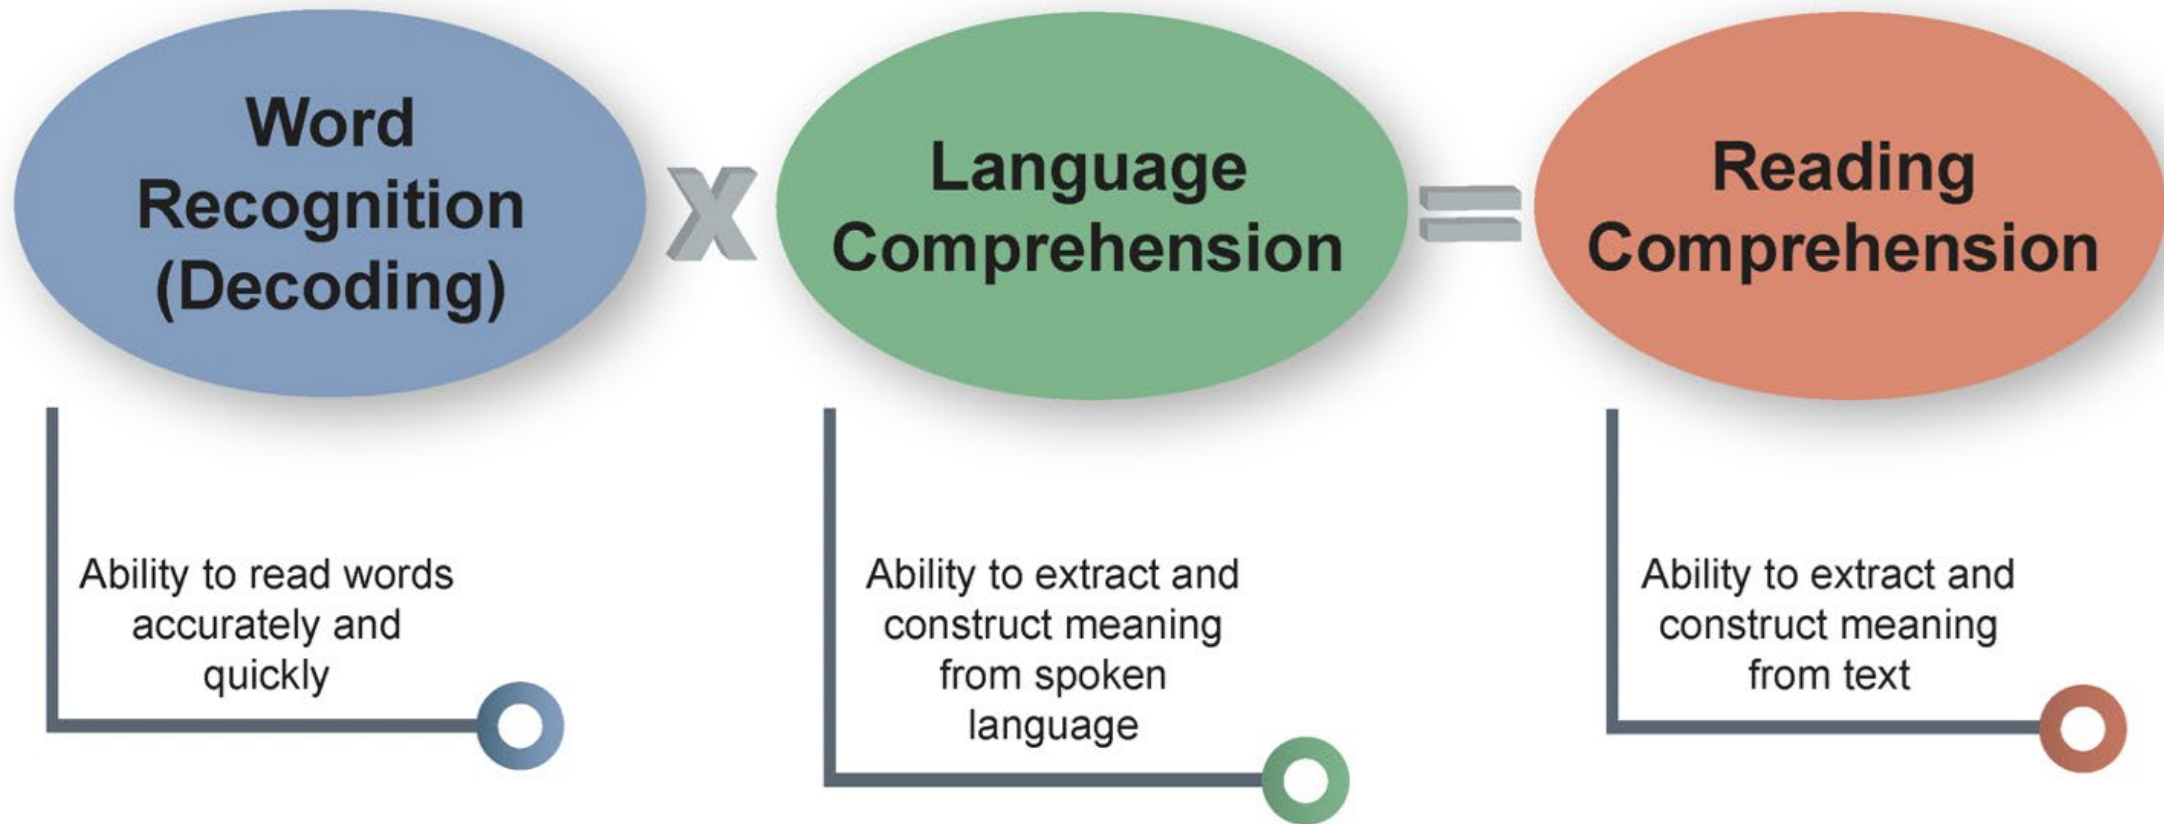 Word
Recognition
(Decoding)
X
Language
Comprehension
=
Reading
Comprehension
Ability to read words
accurately and
quickly
Ability to extract and
construct meaning
from spoken
language
Ability to extract and
construct meaning
from text